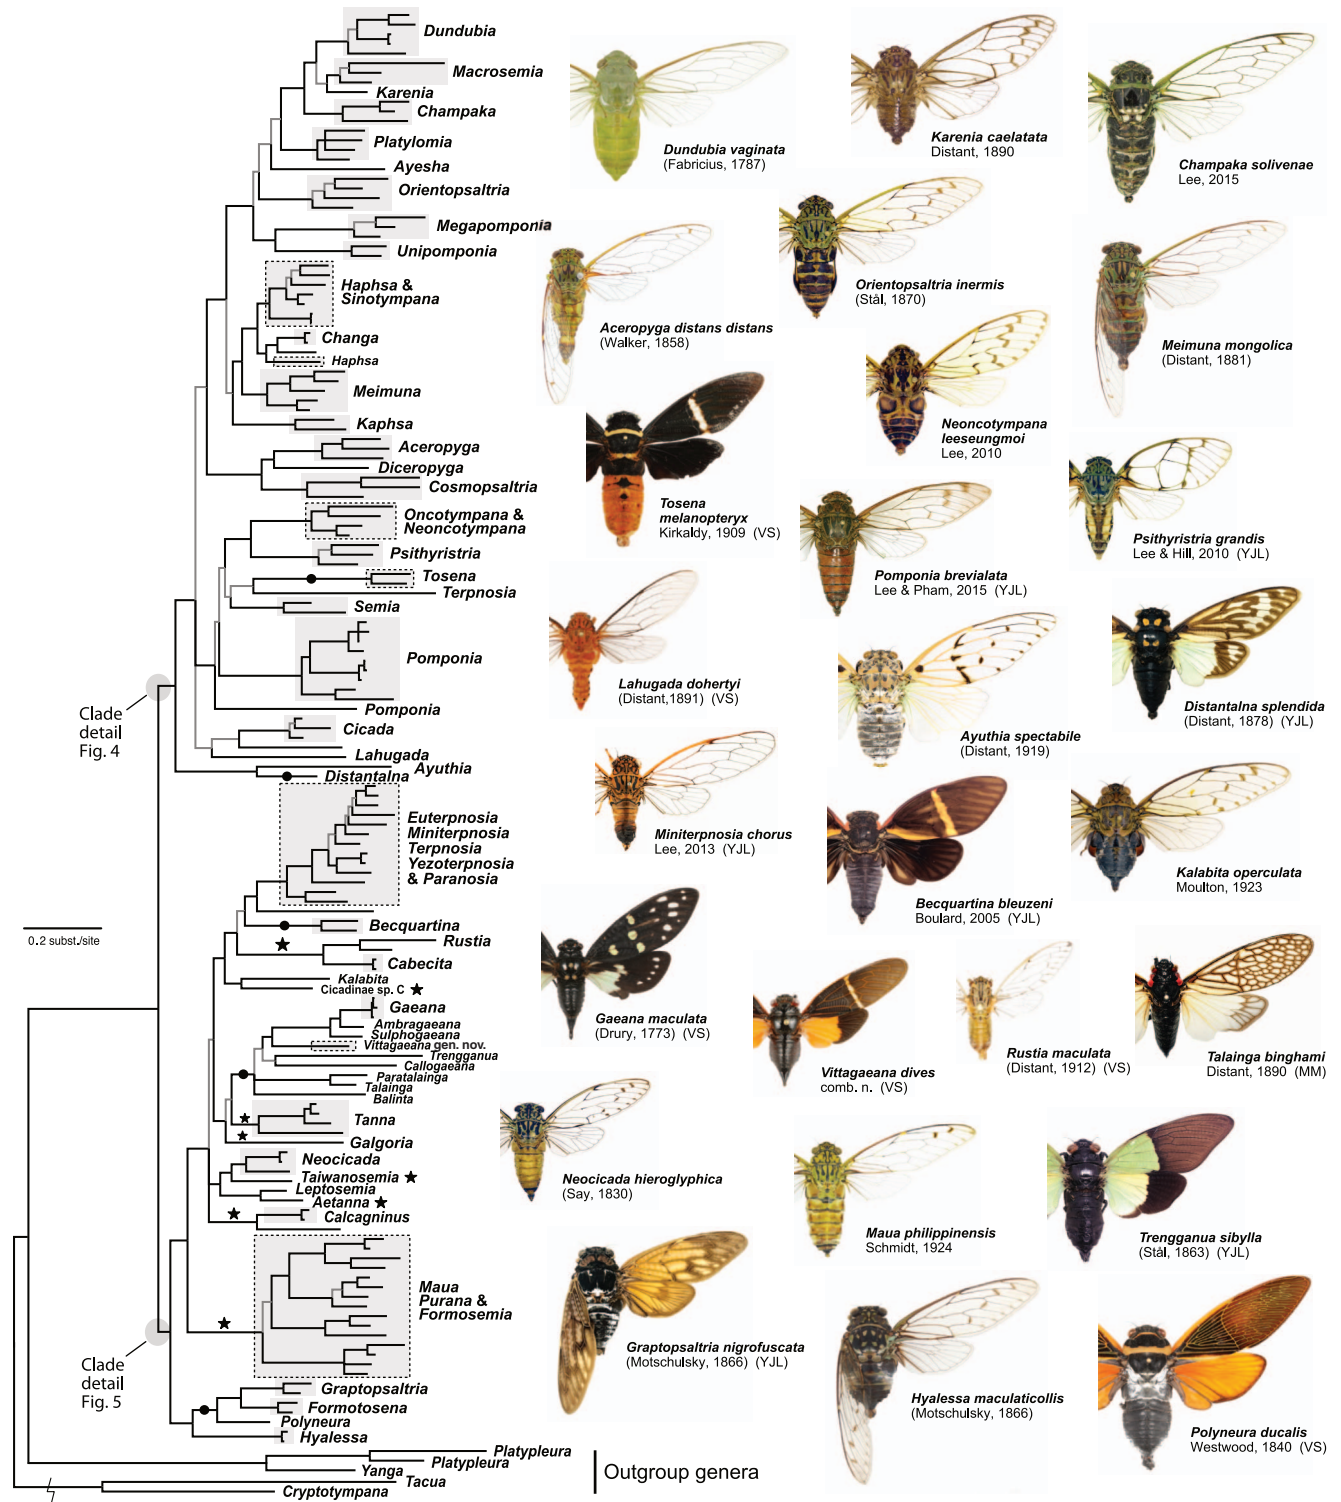 Dundubia
Macrosemia
Karenia
Champaka
Platylomia
Ayesha
Orientopsaltria
Megapomponia
Unipomponia
Haphsa &
Sinotympana
Changa
Haphsa
Meimuna
Kaphsa
Aceropyga
Diceropyga
Cosmopsaltria
Oncotympana &
Neoncotympana
Psithyristria
Tosena
Terpnosia
Semia
Pomponia
Pomponia
Cicada
Lahugada
Ayuthia
Distantalna
Euterpnosia
Miniterpnosia
Terpnosia
Yezoterpnosia
& Paranosia
Becquartina
Rustia
Cabecita
Kalabita
Cicadinae sp. C
Gaeana
Ambragaeana
Sulphogaeana
Vittagaeana gen. nov.
Trengganua
Callogaeana
Paratalainga
Talainga
Balinta
Tanna
Galgoria
Neocicada
Taiwanosemia
Leptosemia
Aetanna
Calcagninus
Maua
Purana &
Formosemia
Graptopsaltria
Formotosena
Polyneura
Hyalessa
Platypleura
Platypleura
Yanga
Tacua
Cryptotympana
Outgroup genera
Clade
detail
Fig. 4
0.2 subst./site
Clade
detail
Fig. 5
Dundubia vaginata
(Fabricius, 1787)
Karenia caelatata
Distant, 1890
Champaka solivenae
Lee, 2015
Aceropyga distans distans
(Walker, 1858)
Orientopsaltria inermis
(Stål, 1870)
Meimuna mongolica
(Distant, 1881)
Tosena
melanopteryx
Kirkaldy, 1909 (VS)
Neoncotympana
leeseungmoi
Lee, 2010
Psithyristria grandis
Lee & Hill, 2010 (YJL)
Pomponia brevialata
Lee & Pham, 2015 (YJL)
Lahugada dohertyi
(Distant,1891) (VS)
Ayuthia spectabile
(Distant, 1919)
Distantalna splendida
(Distant, 1878) (YJL)
Miniterpnosia chorus
Lee, 2013 (YJL)
Becquartina bleuzeni
Boulard, 2005 (YJL)
Kalabita operculata
Moulton, 1923
Gaeana maculata
(Drury, 1773) (VS)
Vittagaeana dives
comb. n. (VS)
Rustia maculata
(Distant, 1912) (VS)
Talainga binghami
Distant, 1890 (MM)
Neocicada hieroglyphica
(Say, 1830)
Maua philippinensis
Schmidt, 1924
Trengganua sibylla
(Stål, 1863) (YJL)
Graptopsaltria nigrofuscata
(Motschulsky, 1866) (YJL)
Hyalessa maculaticollis
(Motschulsky, 1866)
Polyneura ducalis
Westwood, 1840 (VS)